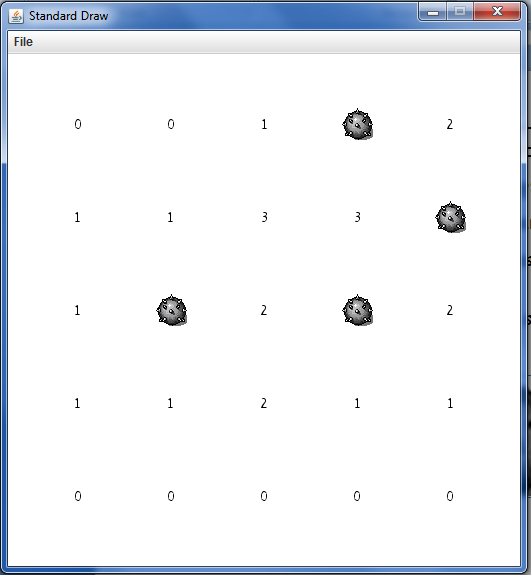 Standard Draw
File
0 0 1 2
1 1 3 3
1 2 2
1 1 2 1 1
0 0 0 0 0